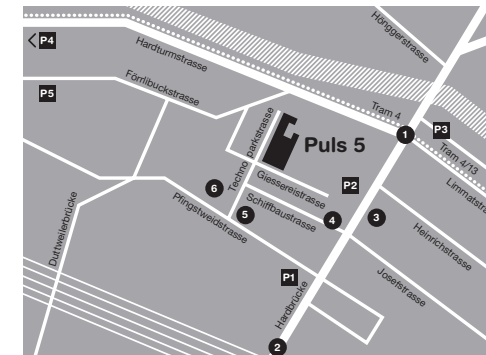 Hönggerstrasse
P4
Hardturmstrasse
P5
Förrlibuckstrasse
Tram 4
1
P3
Tram 4/13
Technoparkstrasse
Puls 5
Giessereistrasse
P2
Limmatstra
6
Schiffbaustrasse
5
4
3
Pfingstweidstrasse
Heinrichstrasse
Duttweilerbrücke
P1
Josefstrasse
Hardbrücke
2